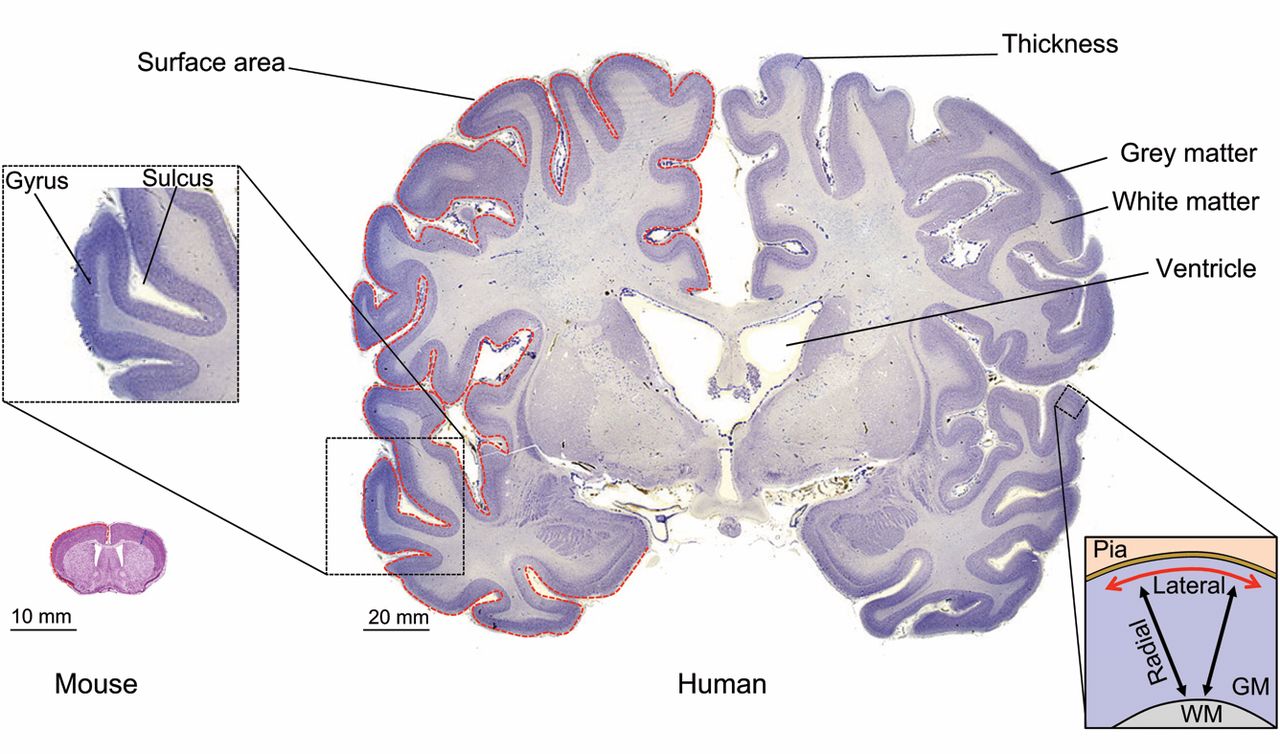 Surface area
Thickness
Grey matter
White matter
Ventricle
Gyrus
Sulcus
10 mm
20 mm
Mouse
Human
Pia
Lateral
Radial
GM
WM